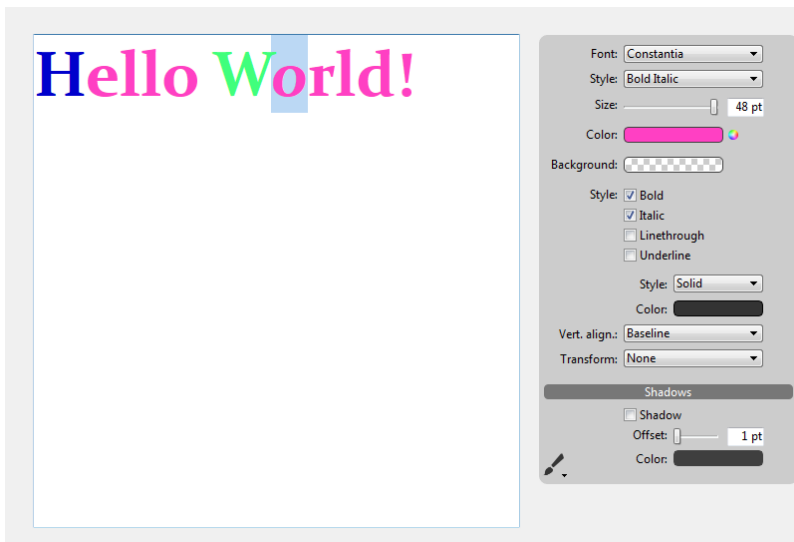 Hello World!
Font: Constantia
Style: Bold Italic
Size: 48 pt
Color:
Background:
Style: Bold
Italic
Linethrough
Underline
Style: Solid
Color:
Vert. align.: Baseline
Transform: None
Shadows
Shadow
Offset: 1 pt
Color: